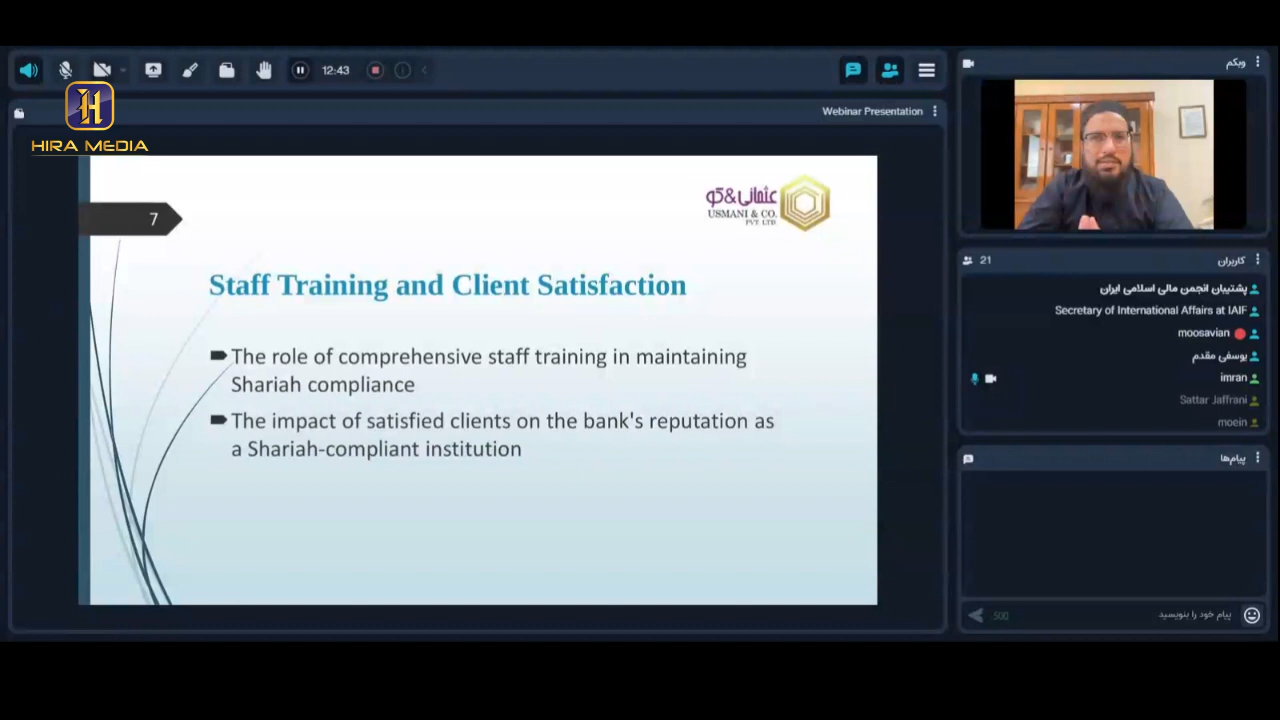 12:43
HIRA MEDIA
Webinar Presentation
7
عثمانی&کو
USMANI & CO.
PVT. LTD.
Staff Training and Client Satisfaction
The role of comprehensive staff training in maintaining
Shariah compliance
The impact of satisfied clients on the bank's reputation as
a Shariah-compliant institution
وبکم
21
کاربران
پشتیبان انجمن مالی اسلامی ایران
Secretary of International Affairs at IAIF
moosavian
یوسفی مقدم
imran
Sattar Jaffrani
moein
پیام‌ها
500
پیام خود را بنویسید